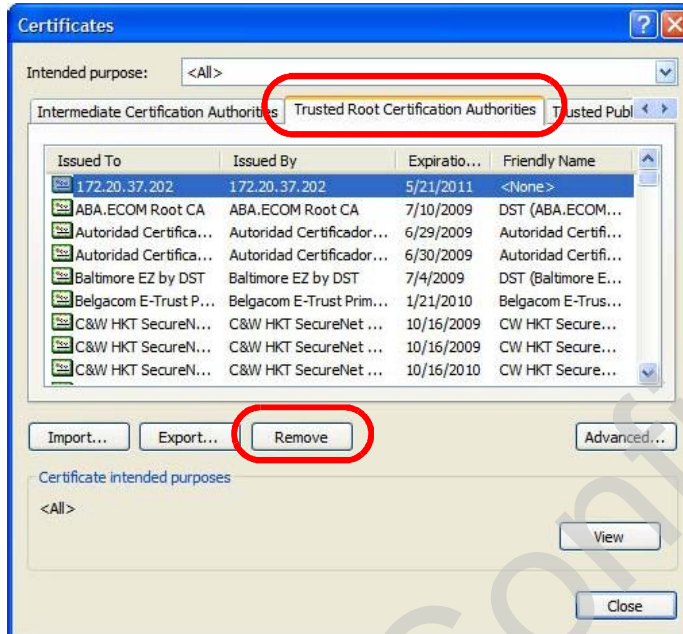 Certificates
Intended purpose: <All>
Intermediate Certification Authorities Trusted Root Certification Authorities Trusted Publ
Issued To Issued By Expiratio... Friendly Name
172.20.37.202 172.20.37.202 5/21/2011 <None>
ABA.ECOM Root CA ABA.ECOM Root CA 7/10/2009 DST (ABA.ECOM...
Autoridad Certifica... Autoridad Certificador... 6/29/2009 Autoridad Certifi...
Autoridad Certifica... Autoridad Certificador... 6/30/2009 Autoridad Certifi...
Baltimore EZ by DST Baltimore EZ by DST 7/4/2009 DST (Baltimore E...
Belgacom E-Trust P... Belgacom E-Trust Prim... 1/21/2010 Belgacom E-Trus...
C&W HKT SecureN... C&W HKT SecureNet ... 10/16/2009 CW HKT Secure...
C&W HKT SecureN... C&W HKT SecureNet ... 10/16/2009 CW HKT Secure...
C&W HKT SecureN... C&W HKT SecureNet ... 10/16/2010 CW HKT Secure...
Import... Export... Remove Advanced...
Certificate intended purposes
<All>
View
Close